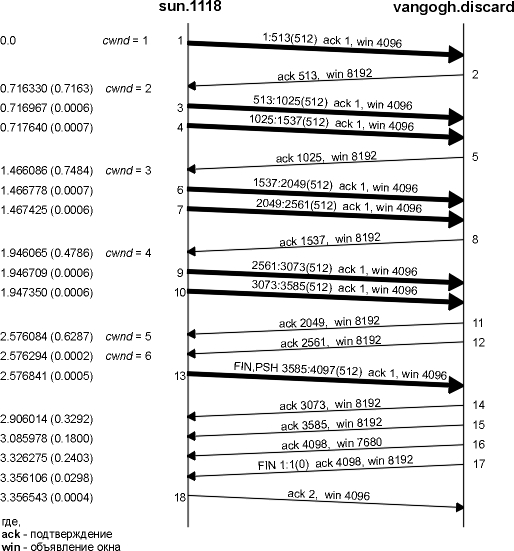 sun.1118 vangogh.discard
0.0 cwnd = 1 1 1:513(512) ack 1, win 4096
ack 513, win 8192 2
0.716330 (0.7163) cwnd = 2
0.716967 (0.0006) 3 513:1025(512) ack 1, win 4096
0.717640 (0.0007) 4 1025:1537(512) ack 1, win 4096
ack 1025, win 8192 5
1.466086 (0.7484) cwnd = 3
1.466778 (0.0007) 6 1537:2049(512) ack 1, win 4096
1.467425 (0.0006) 7 2049:2561(512) ack 1, win 4096
ack 1537, win 8192 8
1.946065 (0.4786) cwnd = 4
1.946709 (0.0006) 9 2561:3073(512) ack 1, win 4096
1.947350 (0.0006) 10 3073:3585(512) ack 1, win 4096
ack 2049, win 8192 11
2.576084 (0.6287) cwnd = 5
ack 2561, win 8192 12
2.576294 (0.0002) cwnd = 6
2.576841 (0.0005) 13 FIN,PSH 3585:4097(512) ack 1, win 4096
ack 3073, win 8192 14
2.906014 (0.3292)
ack 3585, win 8192 15
3.085978 (0.1800)
ack 4098, win 7680 16
3.326275 (0.2403)
FIN 1:1(0) ack 4098, win 8192 17
3.356106 (0.0298)
3.356543 (0.0004) 18 ack 2, win 4096
где,
ack - подтверждение
win - объявление окна